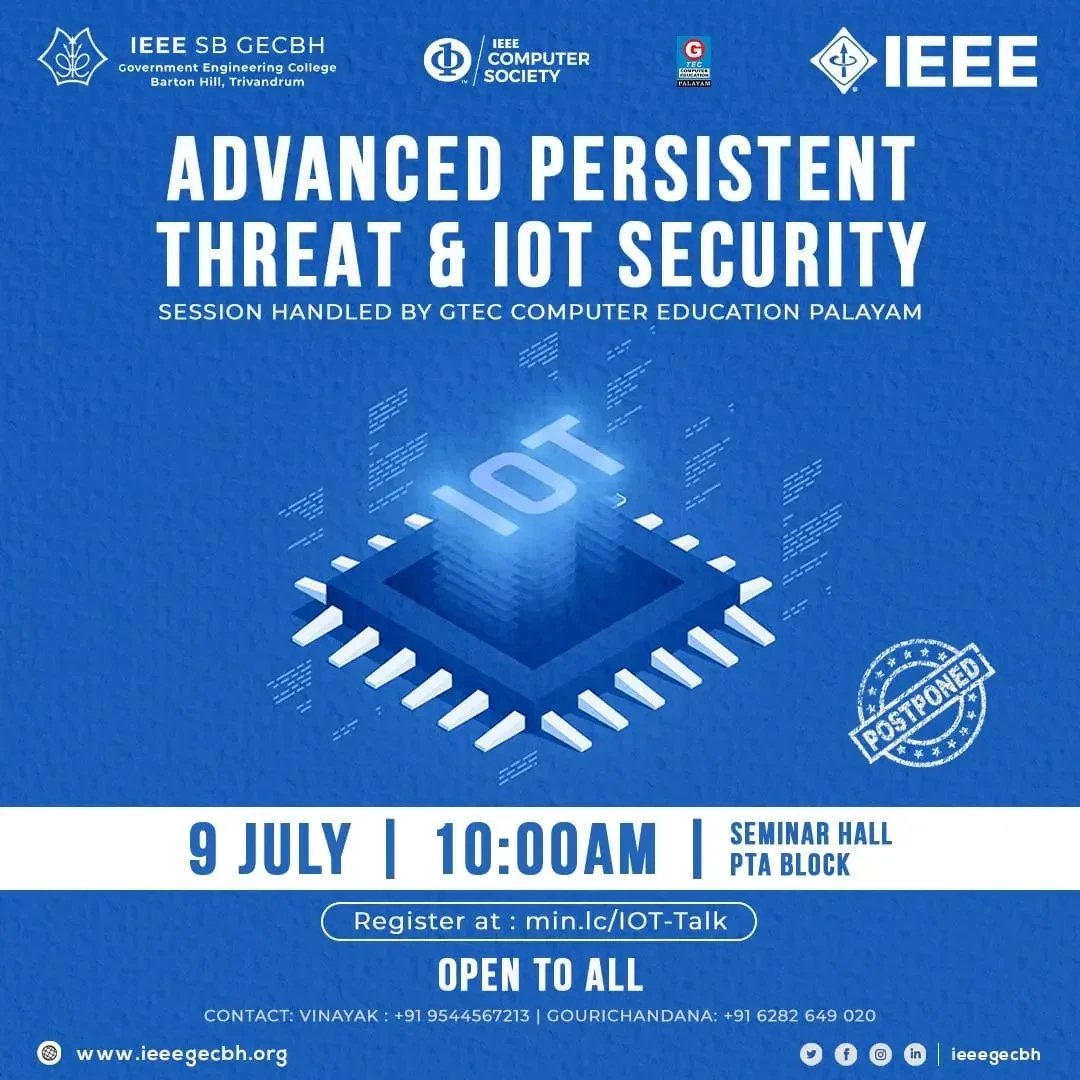 IEEE SB GECBH
Government Engineering College
Barton Hill, Trivandrum
IEEE
COMPUTER
SOCIETY
G
TEC
COMPUTER
EDUCATION
PALAYAM
IEEE
ADVANCED PERSISTENT
THREAT & IOT SECURITY
SESSION HANDLED BY GTEC COMPUTER EDUCATION PALAYAM
IOT
POSTPONED
9 JULY | 10:00AM |
SEMINAR HALL
PTA BLOCK
Register at : min.lc/IOT-Talk
OPEN TO ALL
CONTACT: VINAYAK : +91 9544567213 | GOURICHANDANA: +91 6282 649 020
www.ieeegecbh.org
ieeegecbh